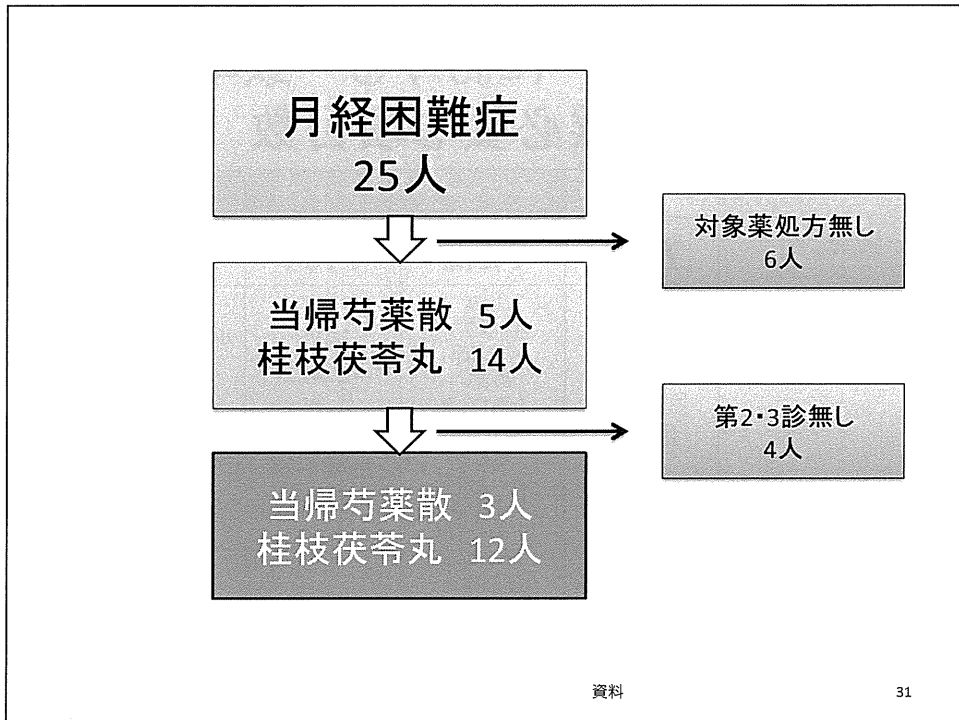 月経困難症
25人
対象薬処方無し
6人
当帰芍薬散 5人
桂枝茯苓丸 14人
第2・3診無し
4人
当帰芍薬散 3人
桂枝茯苓丸 12人
資料
31